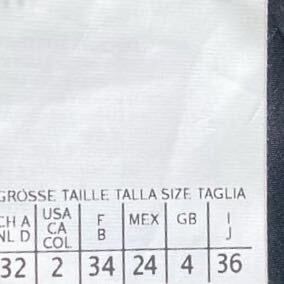 GRÖSSE TAILLE TALLA SIZE TAGLIA
CH A NL D USA CA COL F B MEX GB I J
32 2 34 24 4 36